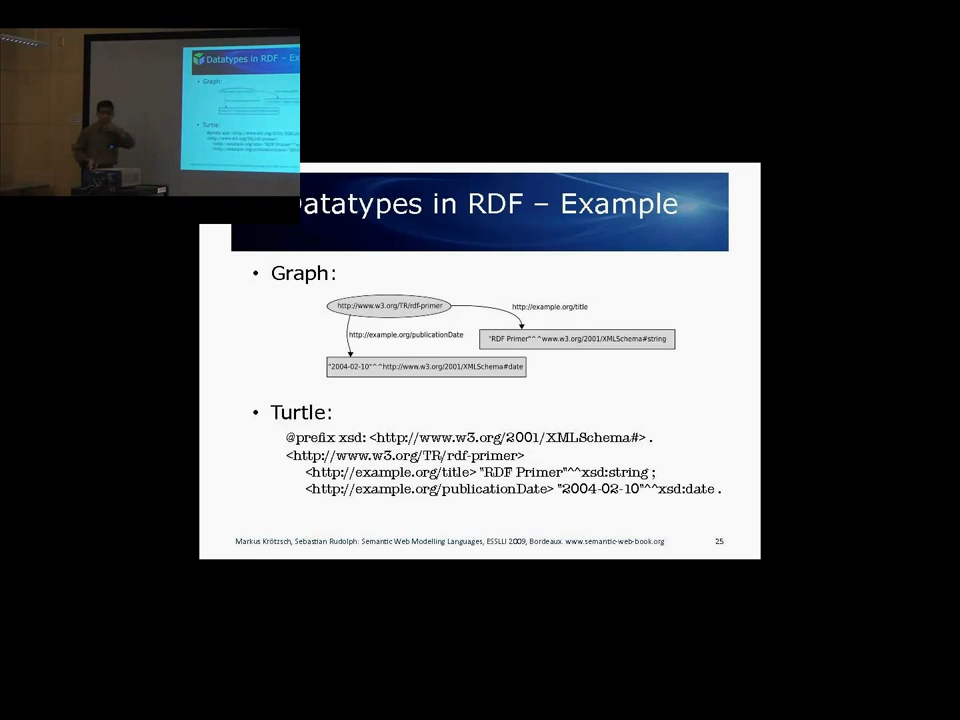 Datatypes in RDF – Ex
• Graph:
• Turtle:
Datatypes in RDF – Example
• Graph:
http://www.w3.org/TR/rdf-primer
http://example.org/title
http://example.org/publicationDate
"RDF Primer"^^www.w3.org/2001/XMLSchema#string
"2004-02-10"^^http://www.w3.org/2001/XMLSchema#date
• Turtle:
@prefix xsd: <http://www.w3.org/2001/XMLSchema#> .
<http://www.w3.org/TR/rdf-primer>
<http://example.org/title> "RDF Primer"^^xsd:string ;
<http://example.org/publicationDate> "2004-02-10"^^xsd:date .
Markus Krötzsch, Sebastian Rudolph: Semantic Web Modelling Languages, ESSLLI 2009, Bordeaux. www.semantic-web-book.org 25